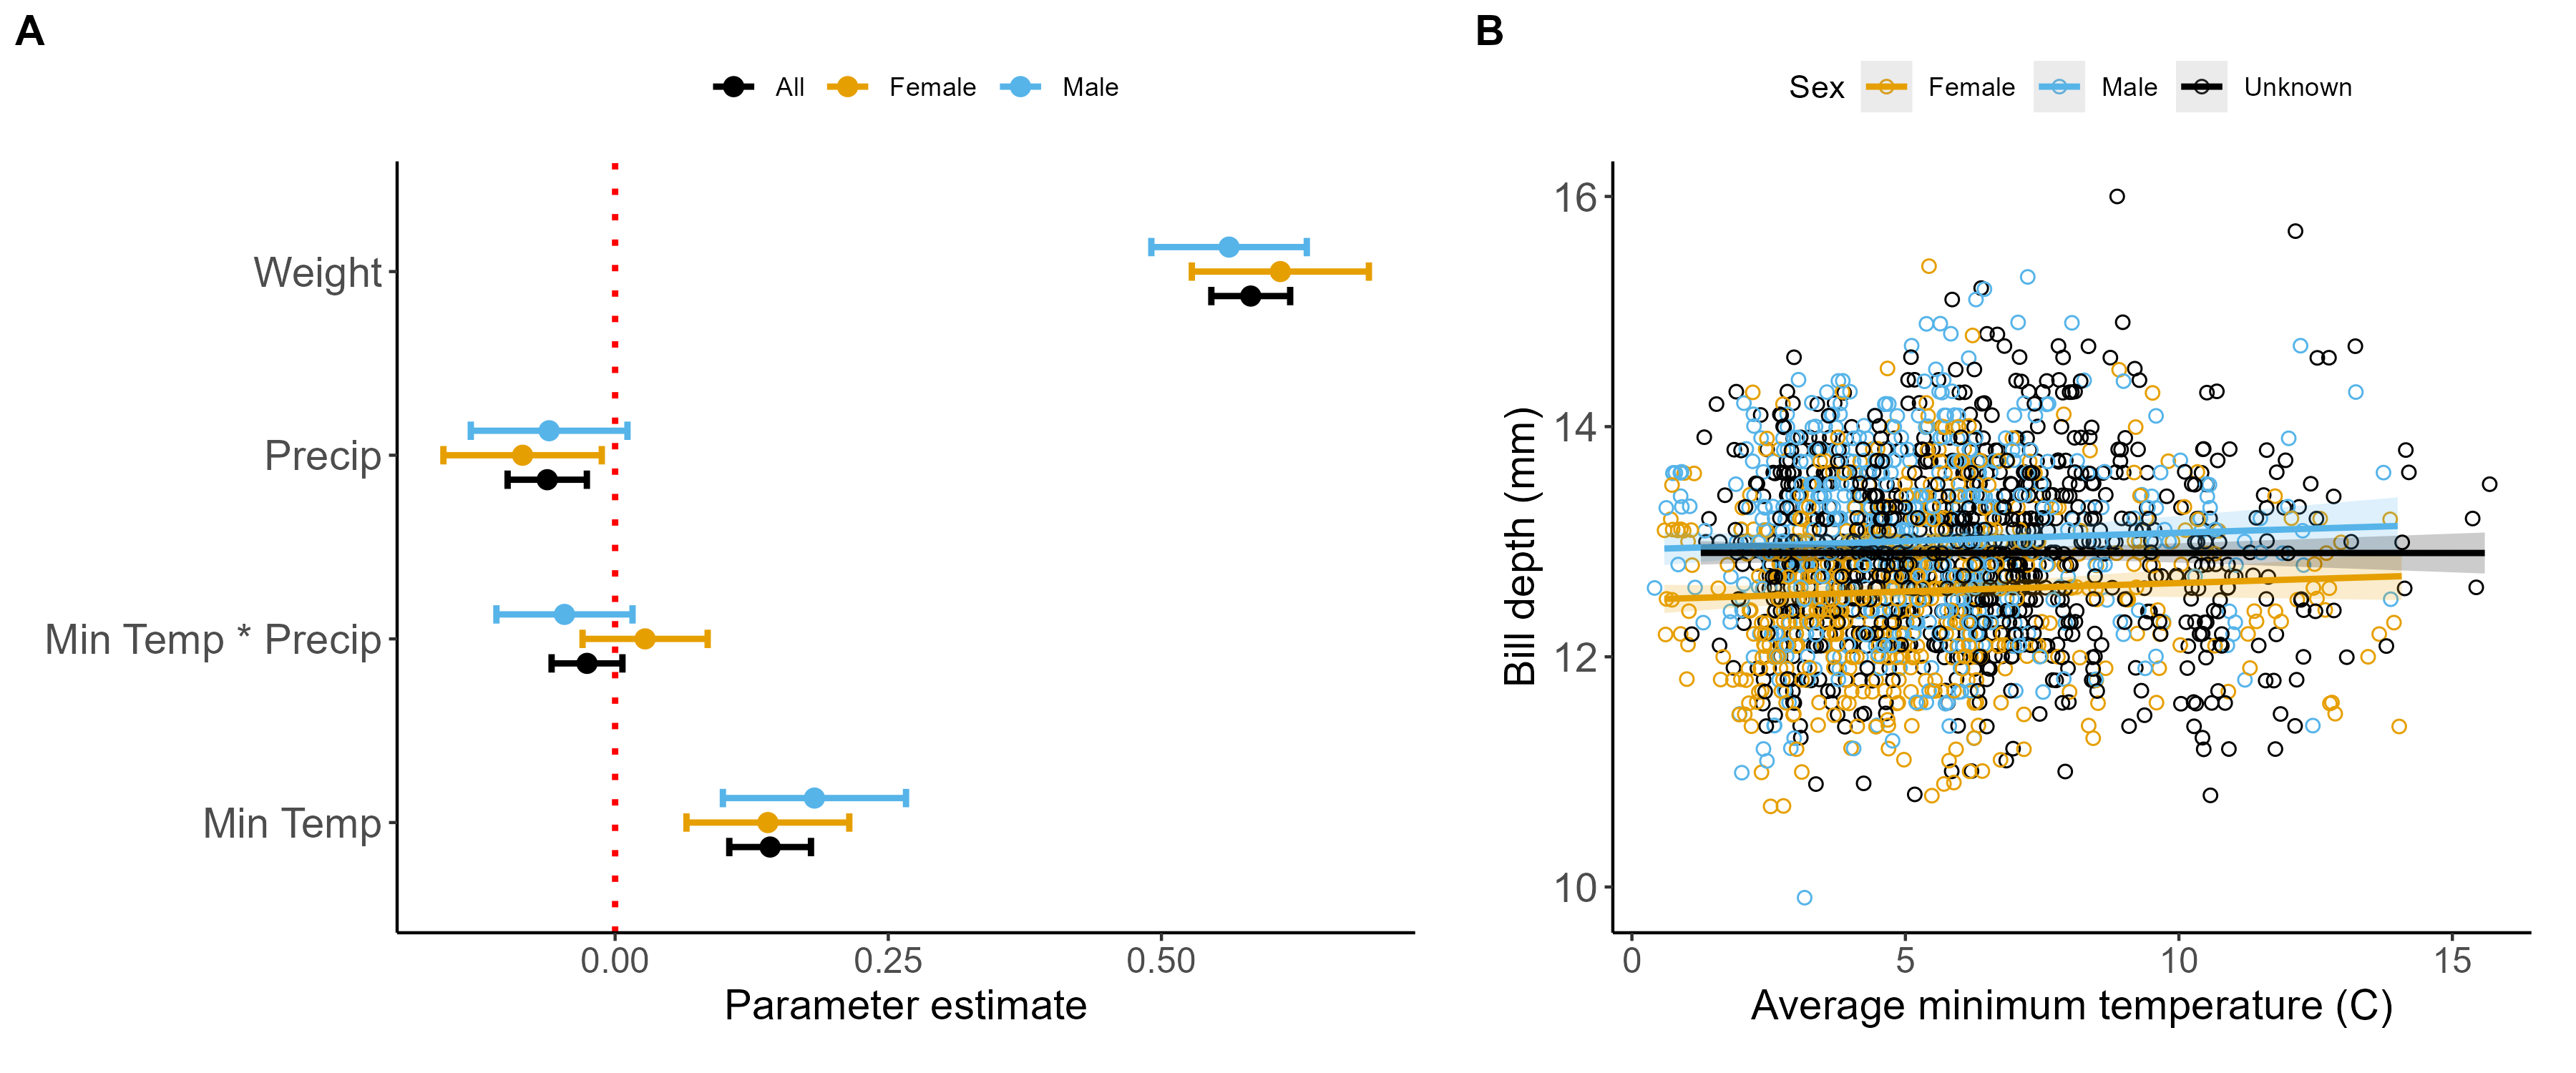 A
All Female Male
Weight
Precip
Min Temp * Precip
Min Temp
0.00 0.25 0.50
Parameter estimate
B
Sex Female Male Unknown
16
14
12
10
Bill depth (mm)
0 5 10 15
Average minimum temperature (C)